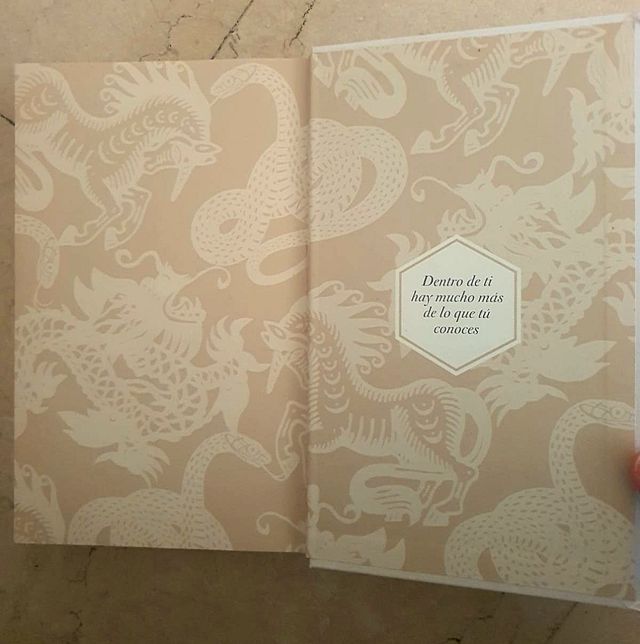 Dentro de ti
hay mucho más
de lo que tú
conoces